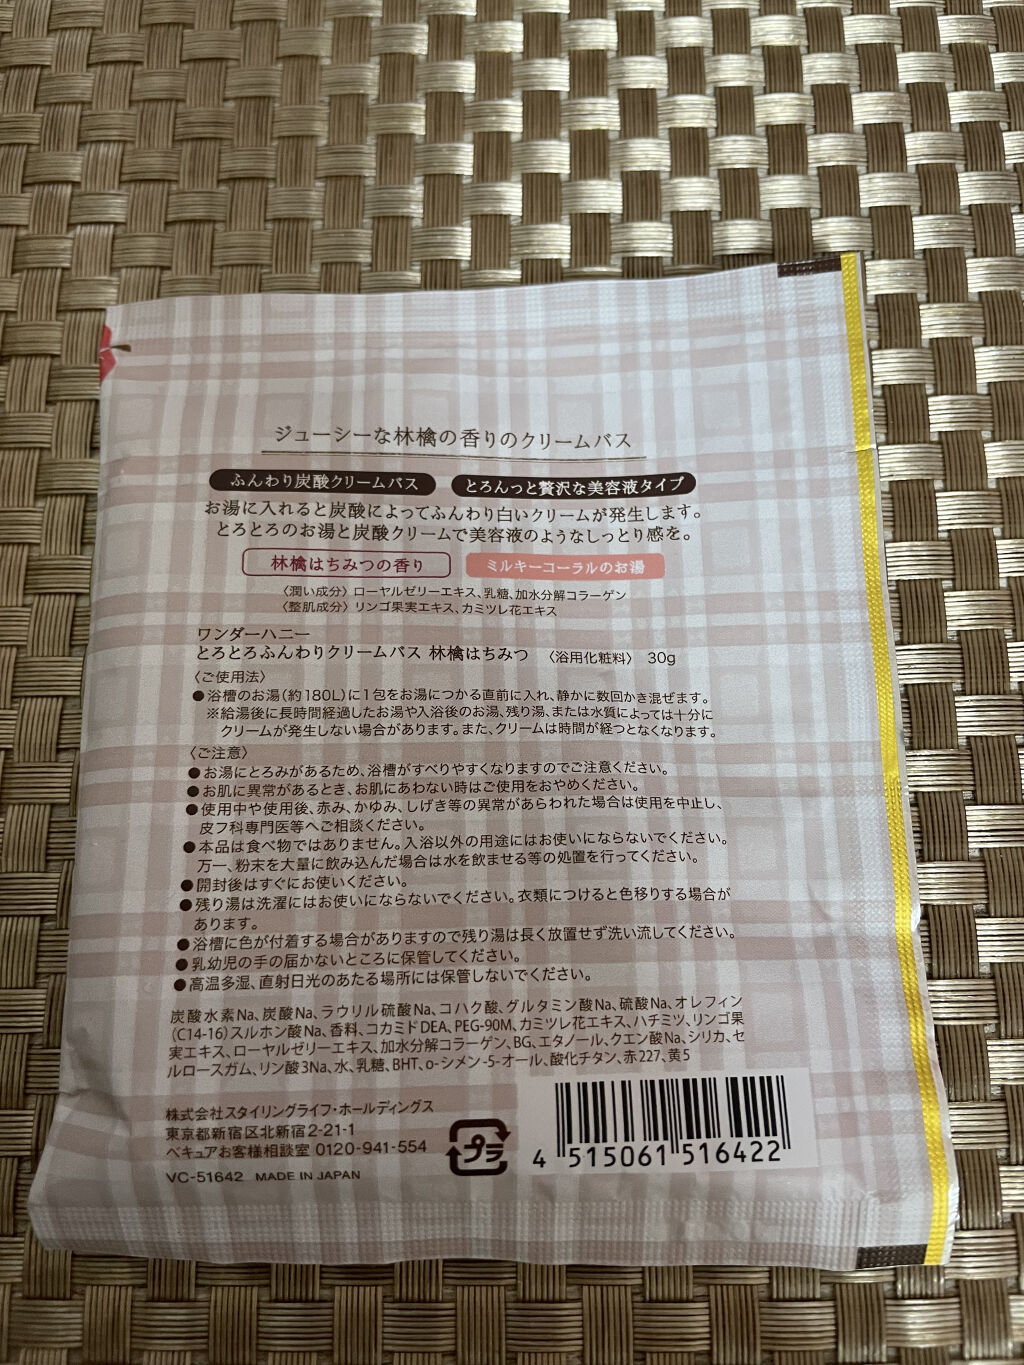 ジューシーな林檎の香りのクリームバス
ふんわり炭酸クリームバス とろんっと贅沢な美容液タイプ
お湯に入れると炭酸によってふんわり白いクリームが発生します。
とろとろのお湯と炭酸クリームで美容液のようなしっとり感を。
林檎はちみつの香り ミルキーコーラルのお湯
〈潤い成分〉ローヤルゼリーエキス、乳糖、加水分解コラーゲン
〈整肌成分〉リンゴ果実エキス、カミツレ花エキス
ワンダーハニー
とろとろふんわりクリームバス 林檎はちみつ 〈浴用化粧料〉 30g
〈ご使用法〉
●浴槽のお湯(約180L)に1包をお湯につかる直前に入れ、静かに数回かき混ぜます。
※給湯後に長時間経過したお湯や入浴後のお湯、残り湯、または水質によっては十分に
クリームが発生しない場合があります。また、クリームは時間が経つとなくなります。
〈ご注意〉
●お湯にとろみがあるため、浴槽がすべりやすくなりますのでご注意ください。
●お肌に異常があるとき、お肌にあわない時はご使用をおやめください。
●使用中や使用後、赤み、かゆみ、しげき等の異常があらわれた場合は使用を中止し、
皮フ科専門医等へご相談ください。
●本品は食べ物ではありません。入浴以外の用途にはお使いにならないでください。
万一、粉末を大量に飲み込んだ場合は水を飲ませる等の処置を行ってください。
●開封後はすぐにお使いください。
●残り湯は洗濯にはお使いにならないでください。衣類につけると色移りする場合が
あります。
●浴槽に色が付着する場合がありますので残り湯は長く放置せず洗い流してください。
●乳幼児の手の届かないところに保管してください。
●高温多湿、直射日光のあたる場所には保管しないでください。
炭酸水素Na、炭酸Na、ラウリル硫酸Na、コハク酸、グルタミン酸Na、硫酸Na、オレフィン
(C14-16)スルホン酸Na、香料、コカミドDEA、PEG-90M、カミツレ花エキス、ハチミツ、リンゴ果
実エキス、ローヤルゼリーエキス、加水分解コラーゲン、BG、エタノール、クエン酸Na、シリカ、セ
ルロースガム、リン酸3Na、水、乳糖、BHT、o-シメン-5-オール、酸化チタン、赤227、黄5
株式会社スタイリングライフ・ホールディングス
東京都新宿区北新宿2-21-1
ベキュアお客様相談室 0120-941-554
VC-51642 MADE IN JAPAN
プラ
4 515061 516422